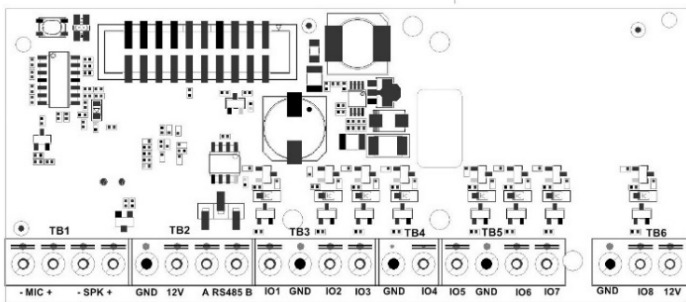 TB1 TB2 TB3 TB4 TB5 TB6
- MIC + - SPK + GND 12V A RS485 B IO1 GND IO2 IO3 GND IO4 IO5 GND IO6 IO7 GND IO8 12V